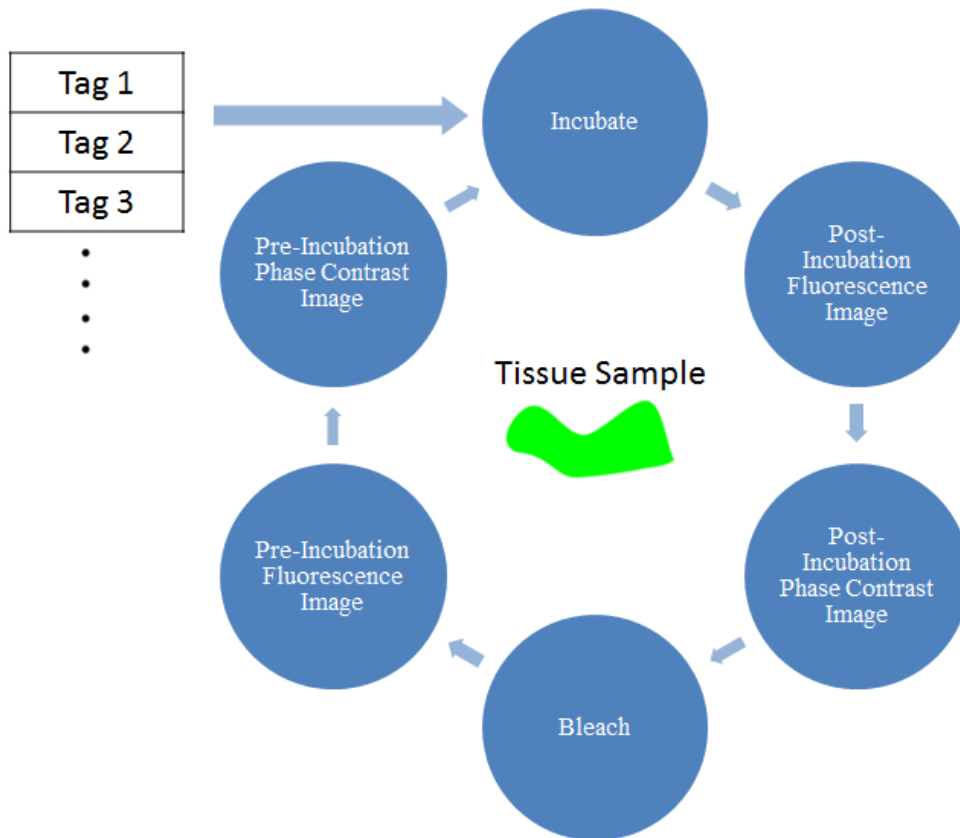 Tag 1
Tag 2
Tag 3
Incubate
Post-
Incubation
Fluorescence
Image
Post-
Incubation
Phase Contrast
Image
Bleach
Pre-Incubation
Fluorescence
Image
Pre-Incubation
Phase Contrast
Image
Tissue Sample